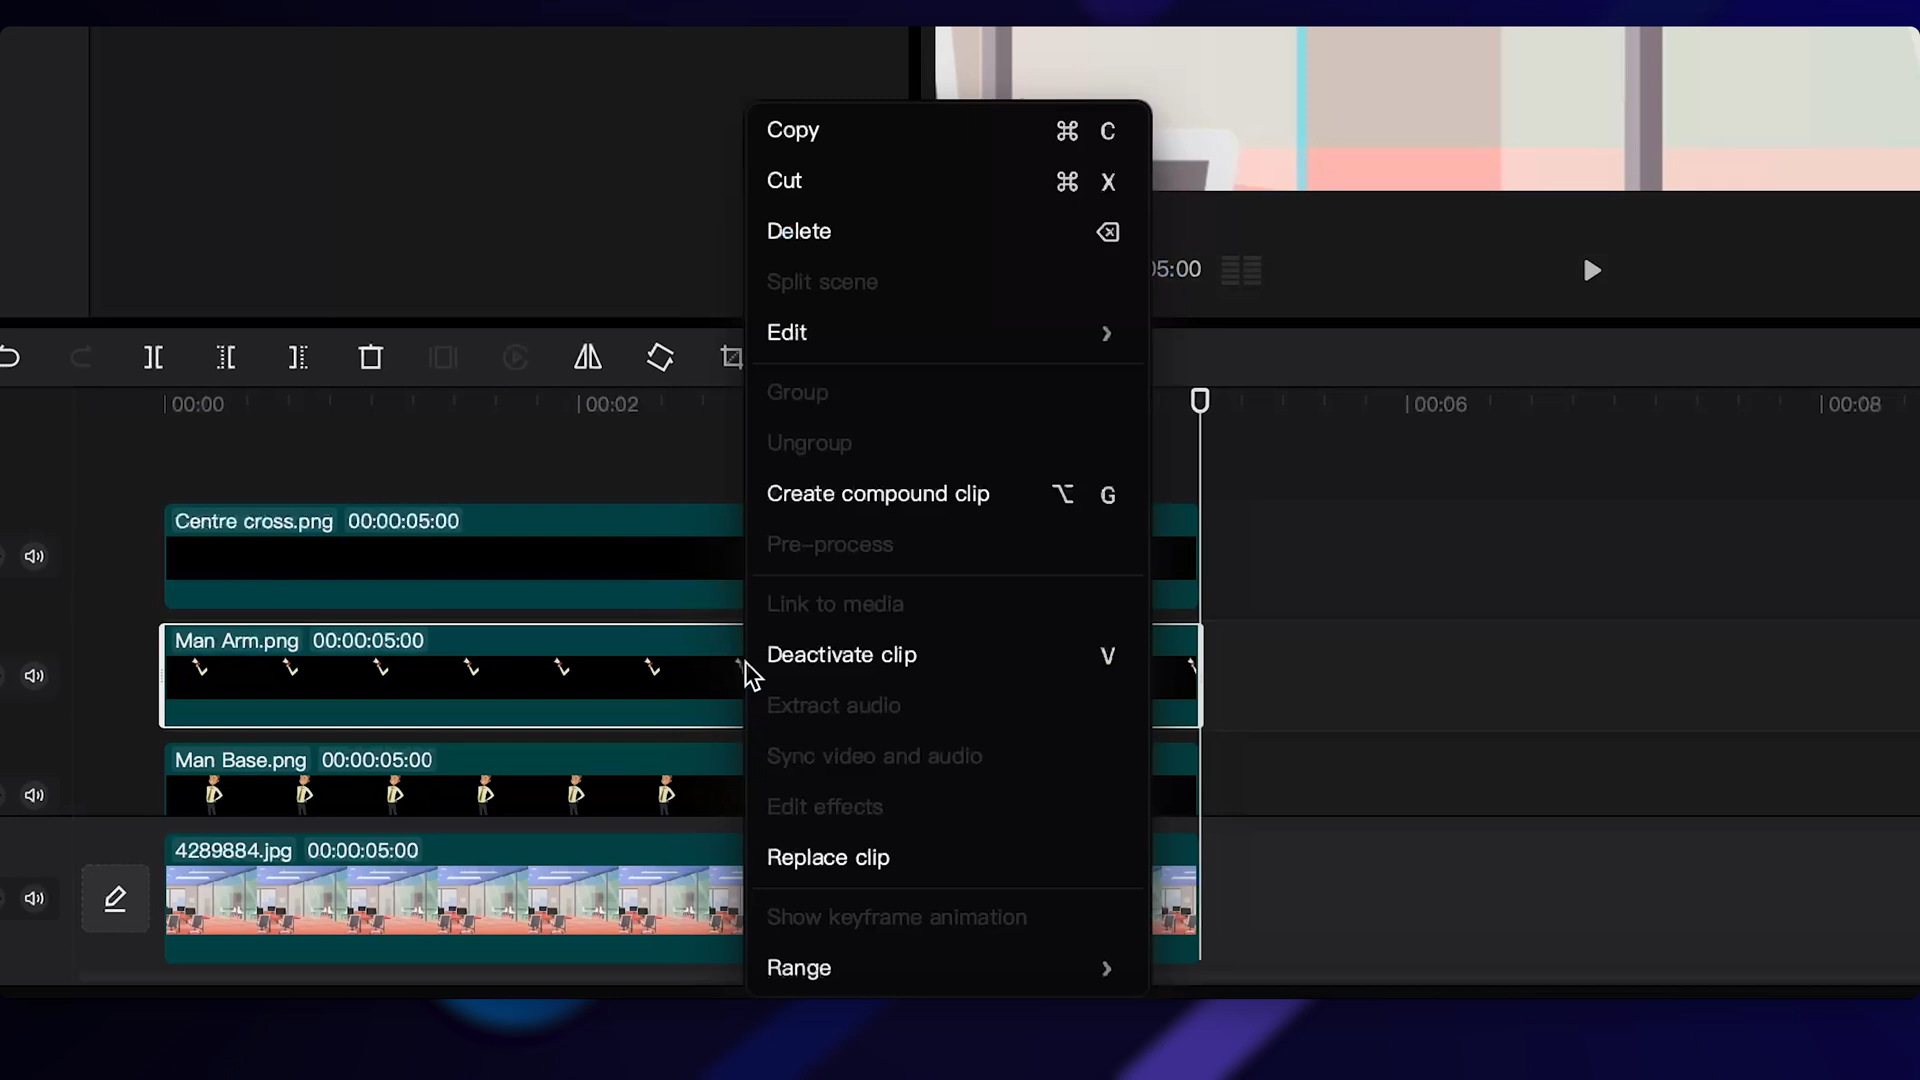 Copy ⌘ C
Cut ⌘ X
Delete
Split scene
05:00
Edit
00:00
00:02
00:06
00:08
Group
Ungroup
Create compound clip ⌥ G
Centre cross.png 00:00:05:00
Pre-process
Link to media
Man Arm.png 00:00:05:00
Deactivate clip V
Extract audio
Sync video and audio
Man Base.png 00:00:05:00
Edit effects
Replace clip
4289884.jpg 00:00:05:00
Show keyframe animation
Range